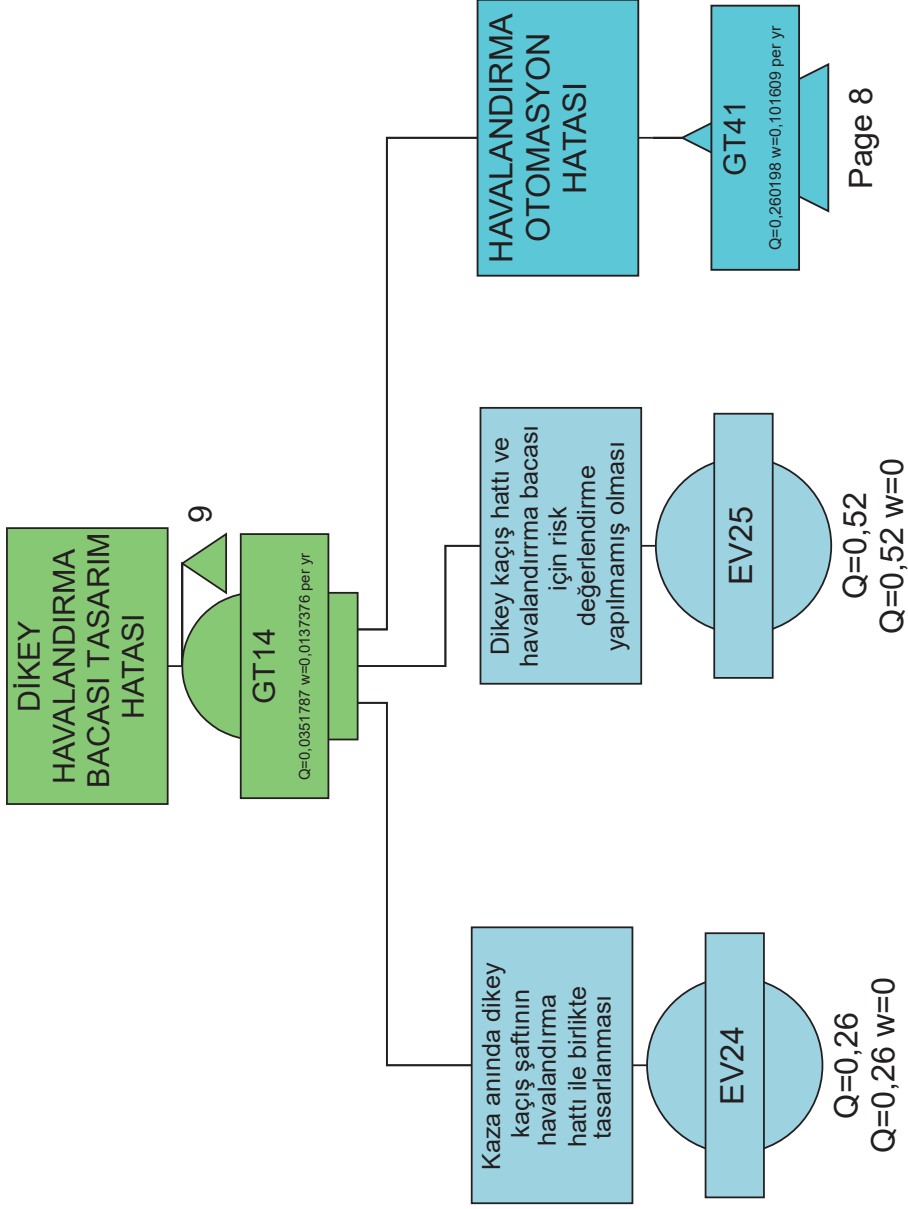 DİKEY
HAVALANDIRMA
BACASI TASARIM
HATASI
9
GT14
Q=0,0351787 w=0,0137376 per yr
Kaza anında dikey
kaçış şaftının
havalandırma
hattı ile birlikte
tasarlanması
EV24
Q=0,26
Q=0,26 w=0
Dikey kaçış hattı ve
havalandırrma bacası
için risk
değerlendirme
yapılmamış olması
EV25
Q=0,52
Q=0,52 w=0
HAVALANDIRMA
OTOMASYON
HATASI
GT41
Q=0,260198 w=0,101609 per yr
Page 8